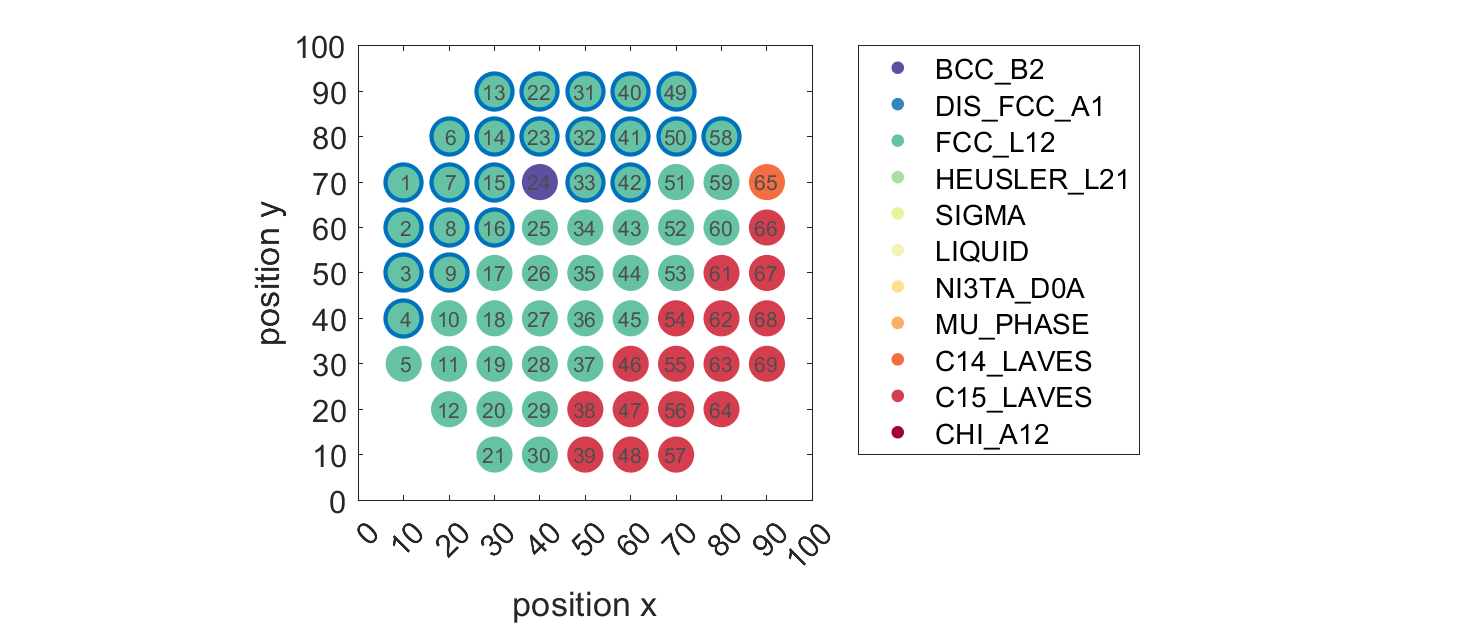 100
90
80
70
60
50
40
30
20
10
0
position y
13 22 31 40 49
6 14 23 32 41 50 58
1 7 15 24 33 42 51 59 65
2 8 16 25 34 43 52 60 66
3 9 17 26 35 44 53 61 67
4 10 18 27 36 45 54 62 68
5 11 19 28 37 46 55 63 69
12 20 29 38 47 56 64
21 30 39 48 57
0 10 20 30 40 50 60 70 80 90 100
position x
BCC_B2
DIS_FCC_A1
FCC_L12
HEUSLER_L21
SIGMA
LIQUID
NI3TA_D0A
MU_PHASE
C14_LAVES
C15_LAVES
CHI_A12